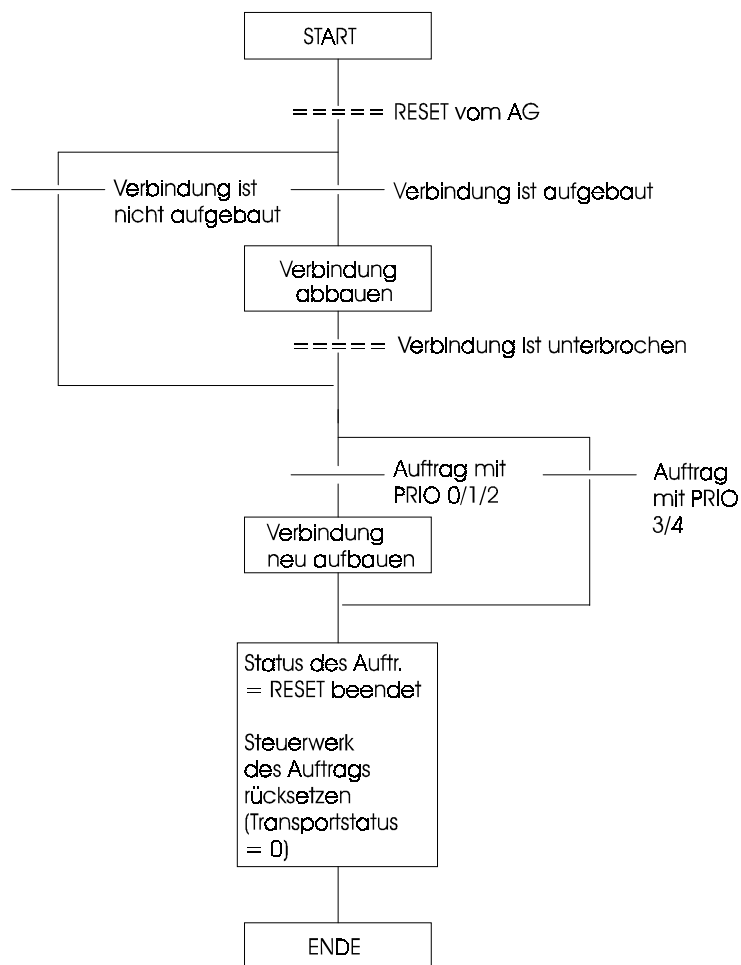 START
RESET vom AG
Verbindung ist
nicht aufgebaut
Verbindung ist aufgebaut
Verbindung
abbauen
Verbindung ist unterbrochen
Auftrag mit
PRIO 0/1/2
Auftrag
mit PRIO
3/4
Verbindung
neu aufbauen
Status des Auftr.
= RESET beendet
Steuerwerk
des Auftrags
rücksetzen
(Transportstatus
= 0)
ENDE